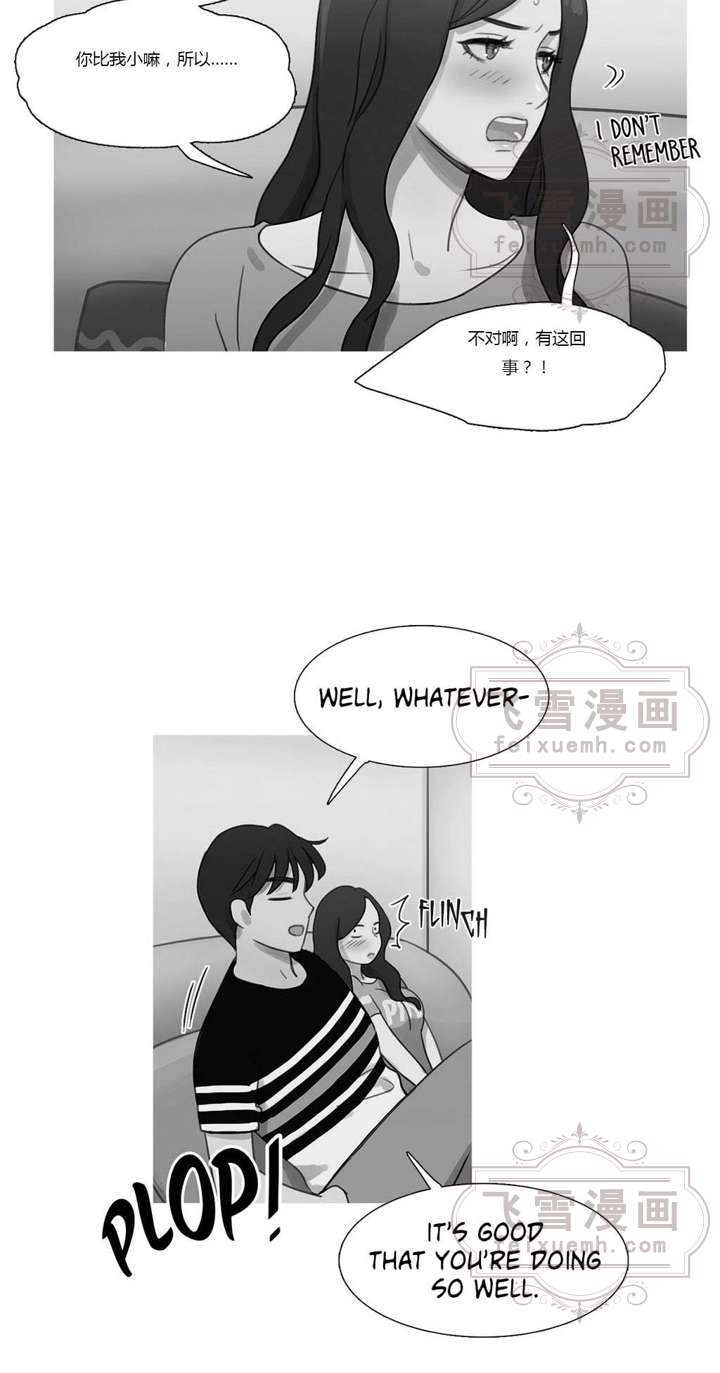 你比我小嘛，所以……
I DON'T
REMEMBER
飞雪漫画
feixuemh.com
不对啊，有这回
事？！
WELL, WHATEVER-
飞雪漫画
feixuemh.com
FLINCH
PLOP!
飞雪漫画
feixuemh.com
IT'S GOOD
THAT YOU'RE DOING
SO WELL.